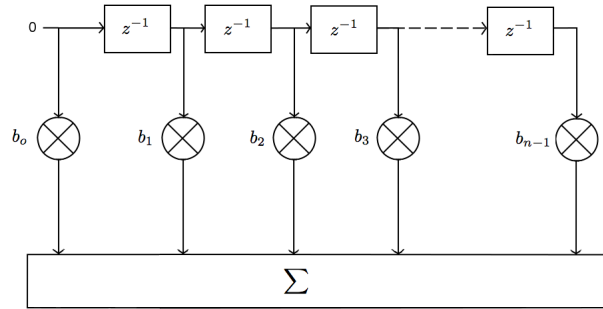 0 z⁻¹ z⁻¹ z⁻¹ z⁻¹
b_o b_1 b_2 b_3 b_{n−1}
∑